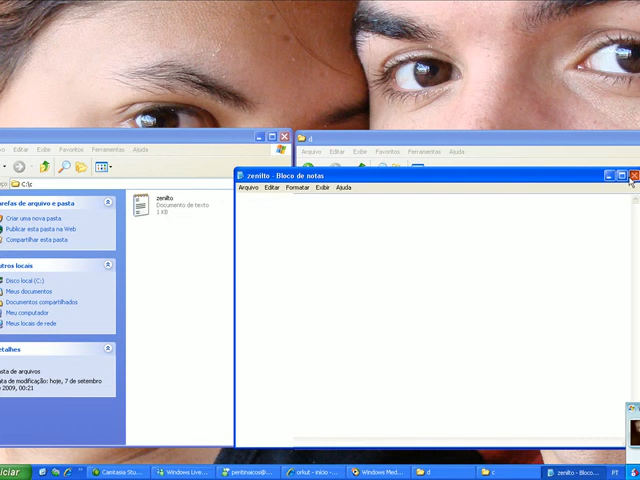 d
Editar Exibir Favoritos Ferramentas Ajuda
Arquivo Editar Exibir Favoritos Ferramentas Ajuda
C:\c
zenilto - Bloco de notas
Arquivo Editar Formatar Exibir Ajuda
arefas de arquivo e pasta
Criar uma nova pasta
Publicar esta pasta na Web
Compartilhar esta pasta
zenilto
Documento de texto
1 KB
utros locais
Disco local (C:)
Meus documentos
Documentos compartilhados
Meu computador
Meus locais de rede
etalhes
asta de arquivos
ata de modificação: hoje, 7 de setembro
e 2009, 00:21
iciar
Camtasia Stu...
Windows Live...
orkut - início - ...
Windows Med...
d
c
zenilto - Bloco...
PT